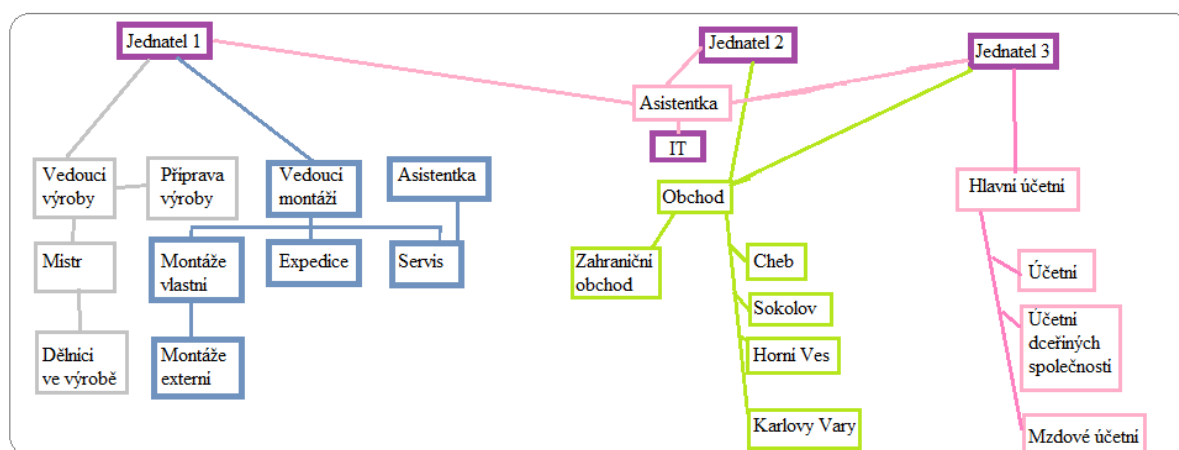 Jednatel 1
Jednatel 2
Jednatel 3
Asistentka
IT
Vedoucí
výroby
Příprava
výroby
Vedoucí
montáží
Asistentka
Obchod
Hlavní účetní
Mistr
Montáže
vlastní
Expedice
Servis
Zahraniční
obchod
Cheb
Účetní
Sokolov
Účetní
dceřiných
společností
Dělníci
ve výrobě
Montáže
externí
Horní Ves
Karlovy Vary
Mzdové účetní